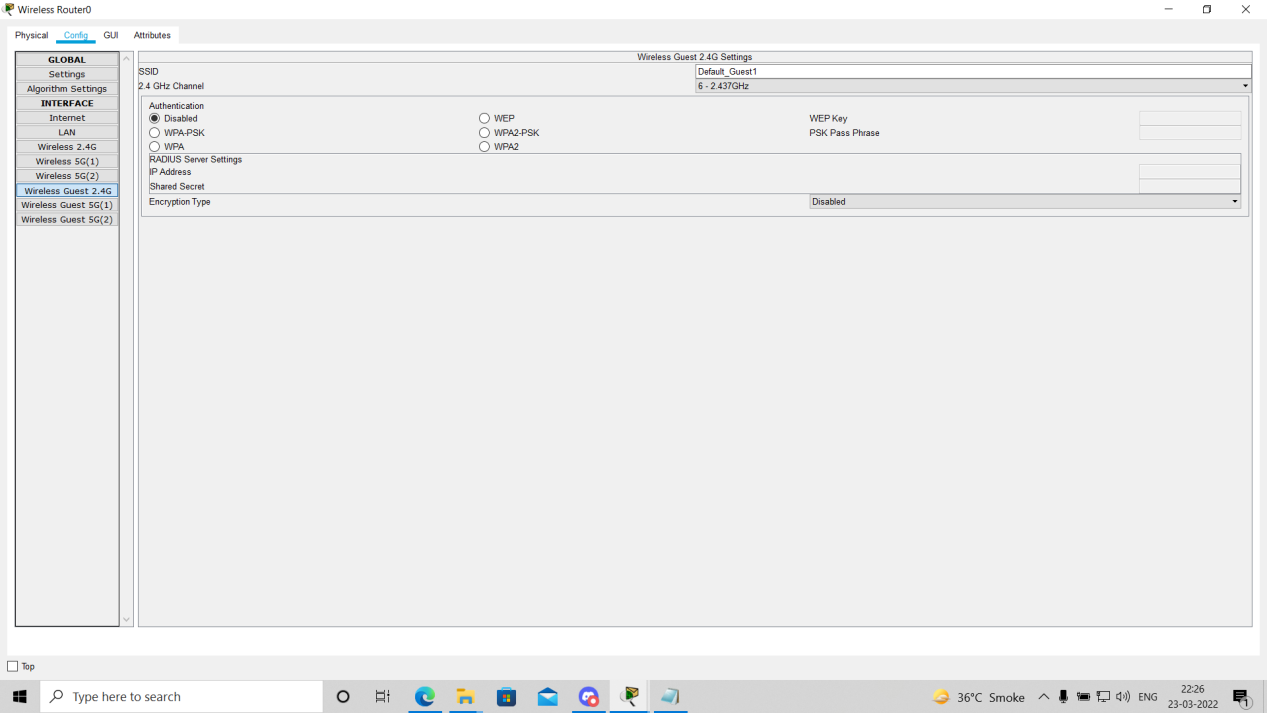 Wireless Router0
Physical Config GUI Attributes
GLOBAL
Settings
Algorithm Settings
INTERFACE
Internet
LAN
Wireless 2.4G
Wireless 5G(1)
Wireless 5G(2)
Wireless Guest 2.4G
Wireless Guest 5G(1)
Wireless Guest 5G(2)
Wireless Guest 2.4G Settings
SSID Default_Guest1
2.4 GHz Channel 6 - 2.437GHz
Authentication
Disabled WEP WEP Key
WPA-PSK WPA2-PSK PSK Pass Phrase
WPA WPA2
RADIUS Server Settings
IP Address
Shared Secret
Encryption Type Disabled
Top
Type here to search
36°C Smoke
ENG
22:26
23-03-2022
1